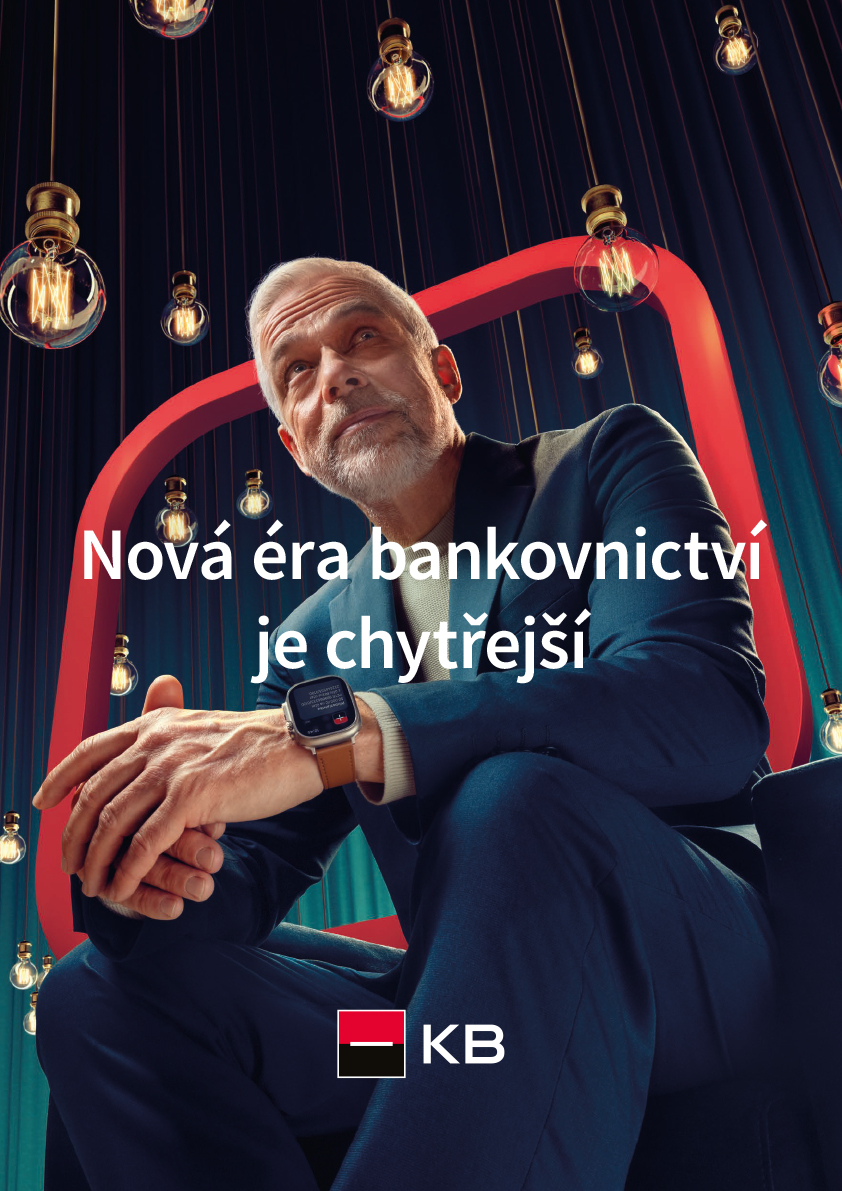 Nová éra bankovnictví
je chytřejší
KB